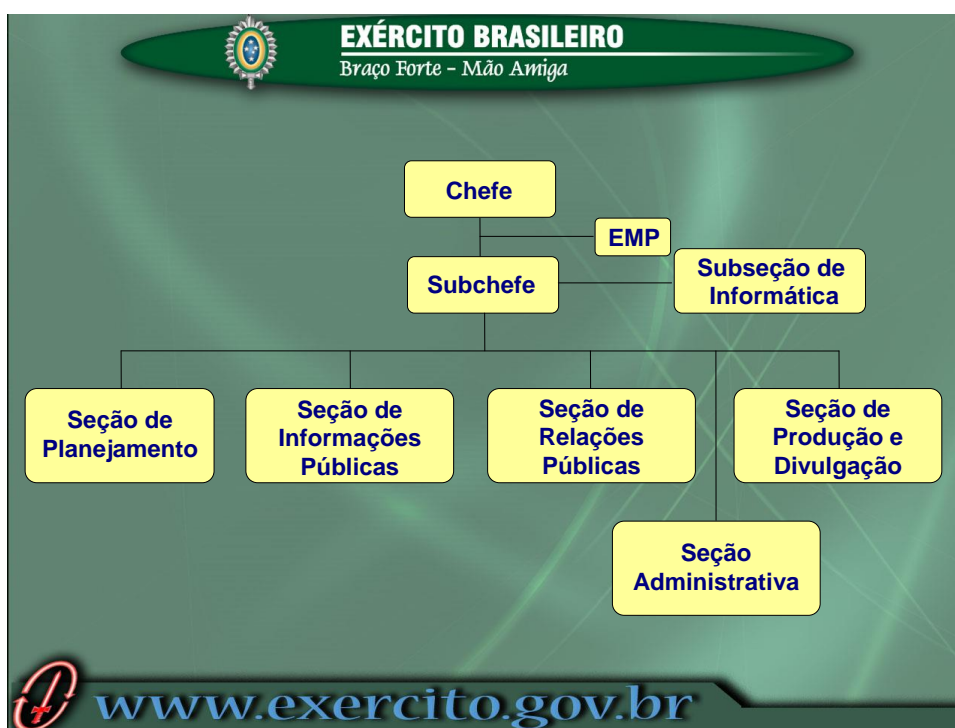 EXÉRCITO BRASILEIRO
Braço Forte - Mão Amiga
Chefe
EMP
Subchefe
Subseção de
Informática
Seção de
Planejamento
Seção de
Informações
Públicas
Seção de
Relações
Públicas
Seção de
Produção e
Divulgação
Seção
Administrativa
www.exercito.gov.br